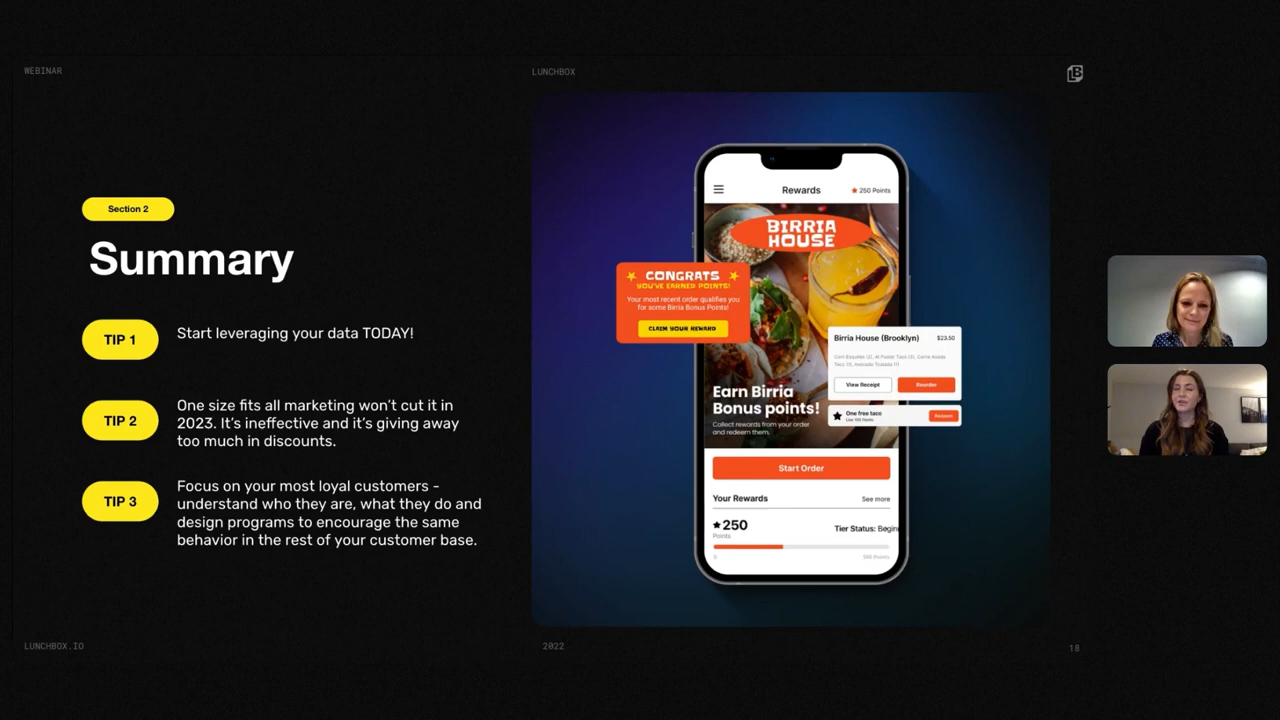 WEBINAR
LUNCHBOX
Section 2
Summary
TIP 1
Start leveraging your data TODAY!
TIP 2
One size fits all marketing won't cut it in
2023. It's ineffective and it's giving away
too much in discounts.
TIP 3
Focus on your most loyal customers -
understand who they are, what they do and
design programs to encourage the same
behavior in the rest of your customer base.
Rewards
250 Points
BIRRIA
HOUSE
CONGRATS
YOU'VE EARNED POINTS!
Your most recent order qualifies you
for some Birria Bonus Points!
CLAIM YOUR REWARD
Birria House (Brooklyn)
$23.50
View Receipt
Reorder
One free taco
Earn Birria
Bonus points!
Collect rewards from your order
and redeem them.
Start Order
Your Rewards
See more
250
Points
Tier Status: Begin
0
LUNCHBOX.IO
2022
18